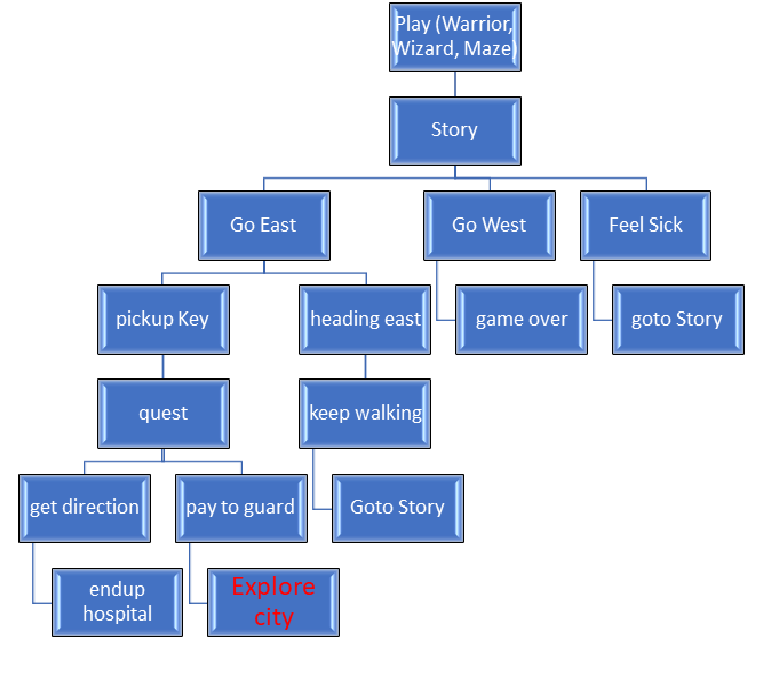 Play (Warrior,
Wizard, Maze)
Story
Go East
Go West
Feel Sick
pickup Key
heading east
game over
goto Story
quest
keep walking
get direction
pay to guard
Goto Story
endup
hospital
Explore
city